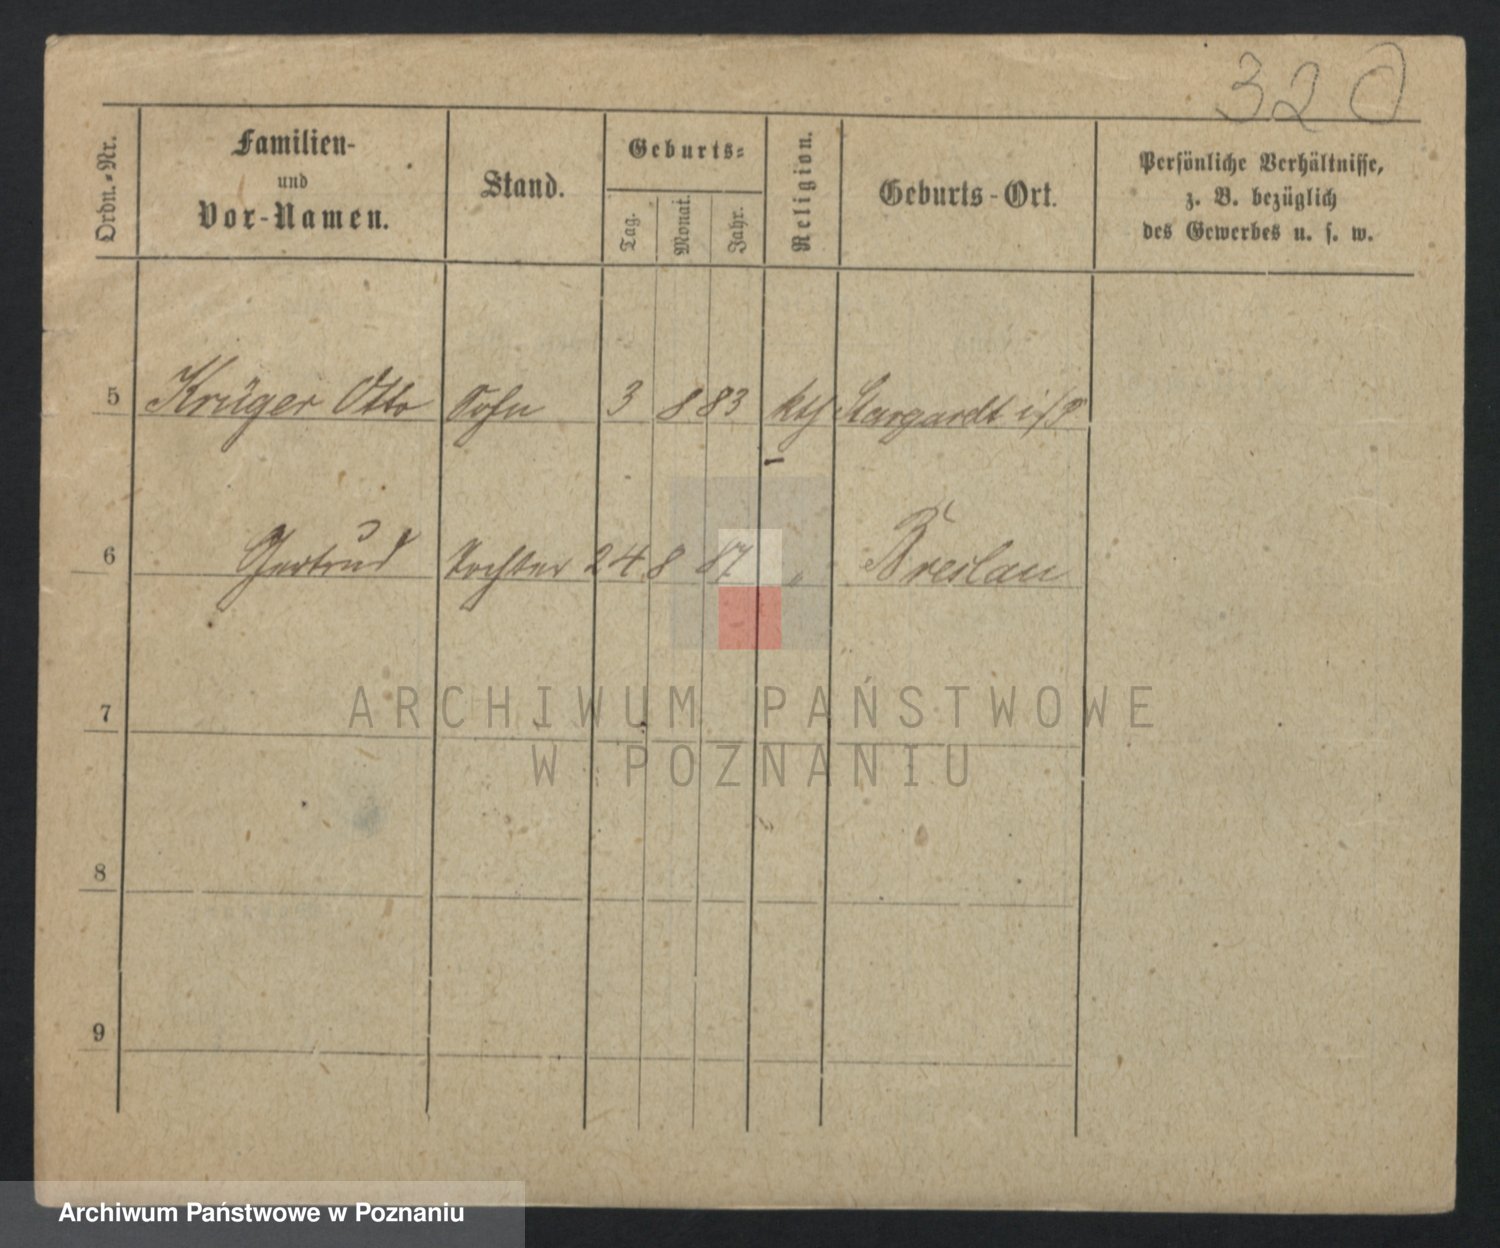 320
Ordn.-Nr.
Familien-
und
Vor-Namen.
Stand.
Geburts-
Tag.
Monat.
Jahr.
Religion.
Geburts-Ort.
Persönliche Verhältnisse,
z. B. bezüglich
des Gewerbes u. s. w.
5 Krüger Otto Sohn 3 8 83 kth Stargardt i/P
6 Gertrud Tochter 24 8 87 " Breslau
7
ARCHIWUM PAŃSTWOWE
W POZNANIU
8
9
Archiwum Państwowe w Poznaniu